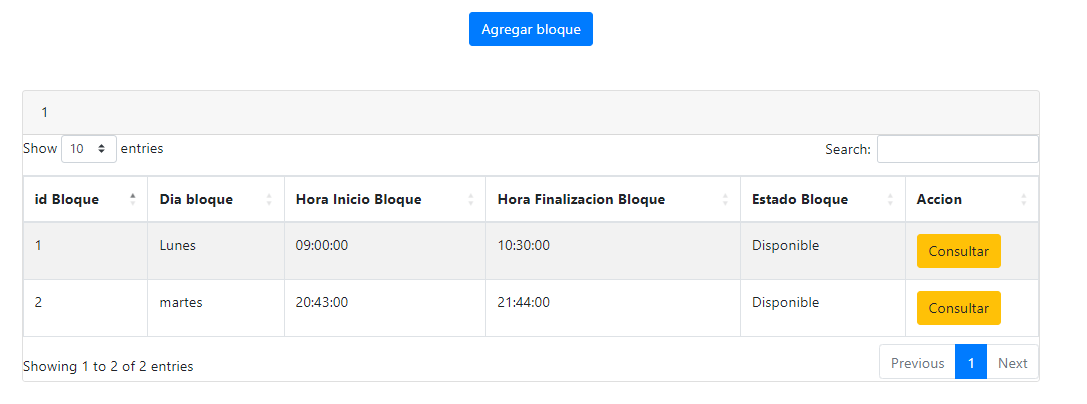 Agregar bloque
1
Show 10 entries Search:
id Bloque Dia bloque Hora Inicio Bloque Hora Finalizacion Bloque Estado Bloque Accion
1 Lunes 09:00:00 10:30:00 Disponible Consultar
2 martes 20:43:00 21:44:00 Disponible Consultar
Showing 1 to 2 of 2 entries Previous 1 Next